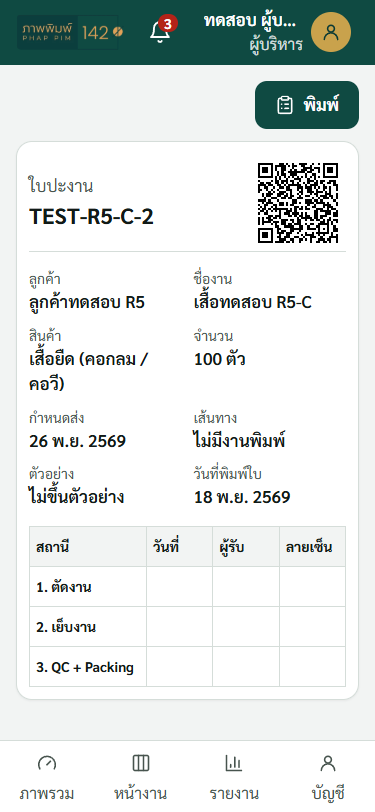 ภาพพิมพ์
PHAP PIM
142
3
ทดสอบ ผู้บ...
ผู้บริหาร
พิมพ์
ใบปะงาน
TEST-R5-C-2
ลูกค้า
ลูกค้าทดสอบ R5
ชื่องาน
เสื้อทดสอบ R5-C
สินค้า
เสื้อยืด (คอกลม /
คอวี)
จำนวน
100 ตัว
กำหนดส่ง
26 พ.ย. 2569
เส้นทาง
ไม่มีงานพิมพ์
ตัวอย่าง
ไม่ขึ้นตัวอย่าง
วันที่พิมพ์ใบ
18 พ.ย. 2569
สถานี วันที่ ผู้รับ ลายเซ็น
1. ตัดงาน
2. เย็บงาน
3. QC + Packing
ภาพรวม หน้างาน รายงาน บัญชี